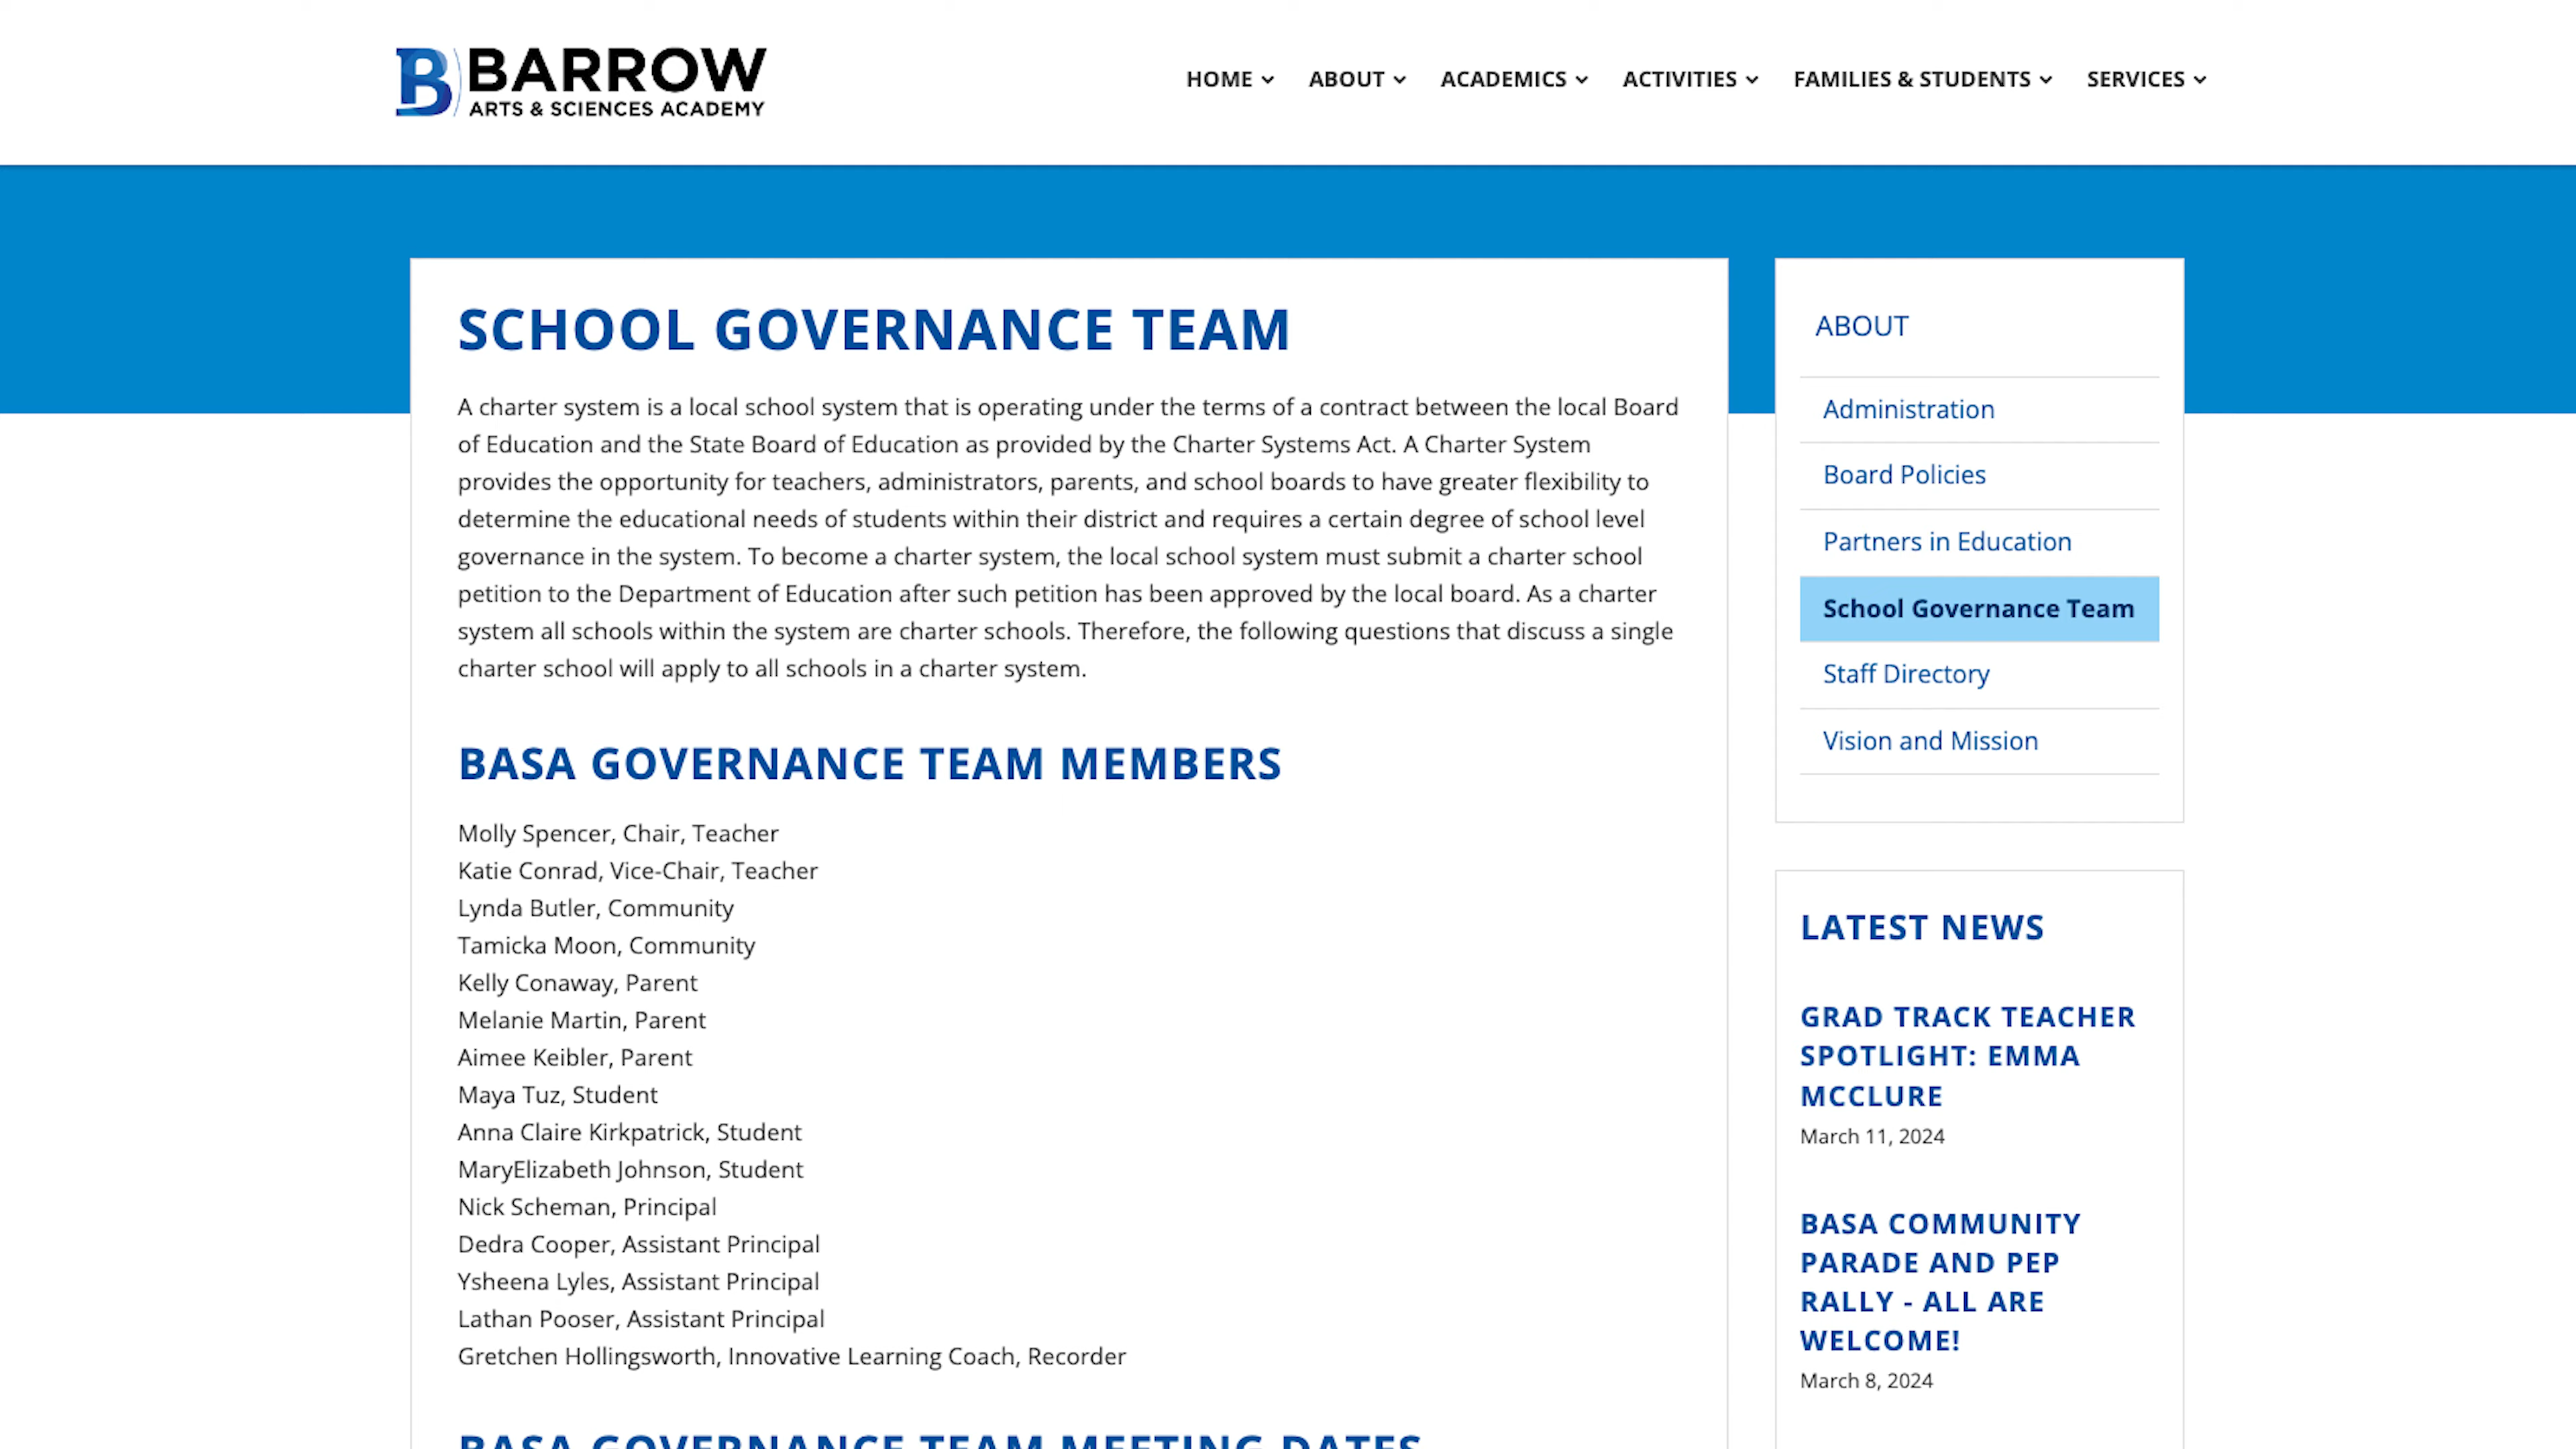 BARROW
ARTS & SCIENCES ACADEMY
HOME
ABOUT
ACADEMICS
ACTIVITIES
FAMILIES & STUDENTS
SERVICES
SCHOOL GOVERNANCE TEAM
A charter system is a local school system that is operating under the terms of a contract between the local Board
of Education and the State Board of Education as provided by the Charter Systems Act. A Charter System
provides the opportunity for teachers, administrators, parents, and school boards to have greater flexibility to
determine the educational needs of students within their district and requires a certain degree of school level
governance in the system. To become a charter system, the local school system must submit a charter school
petition to the Department of Education after such petition has been approved by the local board. As a charter
system all schools within the system are charter schools. Therefore, the following questions that discuss a single
charter school will apply to all schools in a charter system.
BASA GOVERNANCE TEAM MEMBERS
Molly Spencer, Chair, Teacher
Katie Conrad, Vice-Chair, Teacher
Lynda Butler, Community
Tamicka Moon, Community
Kelly Conaway, Parent
Melanie Martin, Parent
Aimee Keibler, Parent
Maya Tuz, Student
Anna Claire Kirkpatrick, Student
MaryElizabeth Johnson, Student
Nick Scheman, Principal
Dedra Cooper, Assistant Principal
Ysheena Lyles, Assistant Principal
Lathan Pooser, Assistant Principal
Gretchen Hollingsworth, Innovative Learning Coach, Recorder
BASA GOVERNANCE TEAM MEETING DATES
ABOUT
Administration
Board Policies
Partners in Education
School Governance Team
Staff Directory
Vision and Mission
LATEST NEWS
GRAD TRACK TEACHER
SPOTLIGHT: EMMA
MCCLURE
March 11, 2024
BASA COMMUNITY
PARADE AND PEP
RALLY - ALL ARE
WELCOME!
March 8, 2024